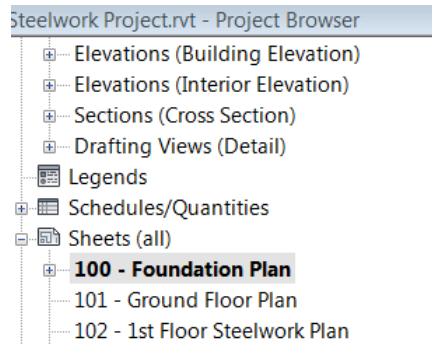 Steelwork Project.rvt - Project Browser
Elevations (Building Elevation)
Elevations (Interior Elevation)
Sections (Cross Section)
Drafting Views (Detail)
Legends
Schedules/Quantities
Sheets (all)
100 - Foundation Plan
101 - Ground Floor Plan
102 - 1st Floor Steelwork Plan